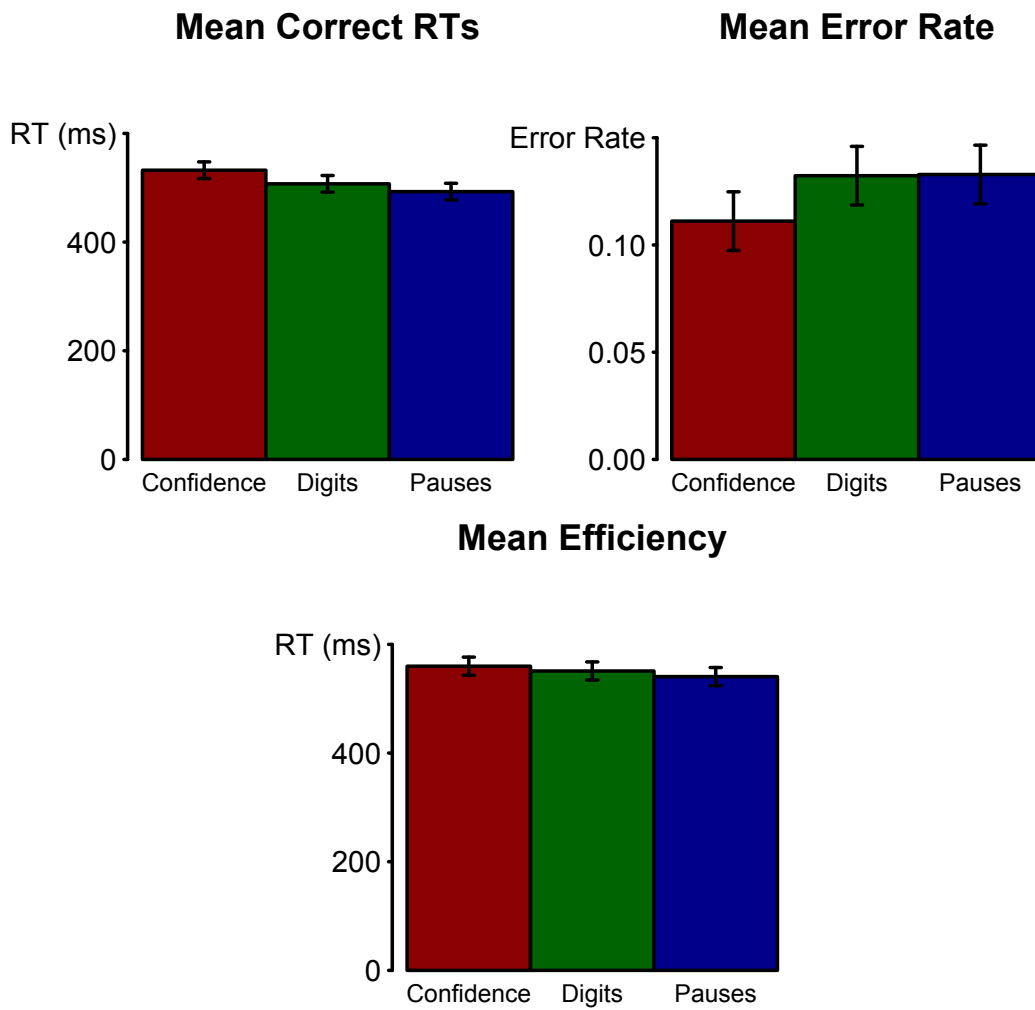 Mean Correct RTs
RT (ms)
400
200
0
Confidence Digits Pauses
Mean Error Rate
Error Rate
0.10
0.05
0.00
Confidence Digits Pauses
Mean Efficiency
RT (ms)
400
200
0
Confidence Digits Pauses